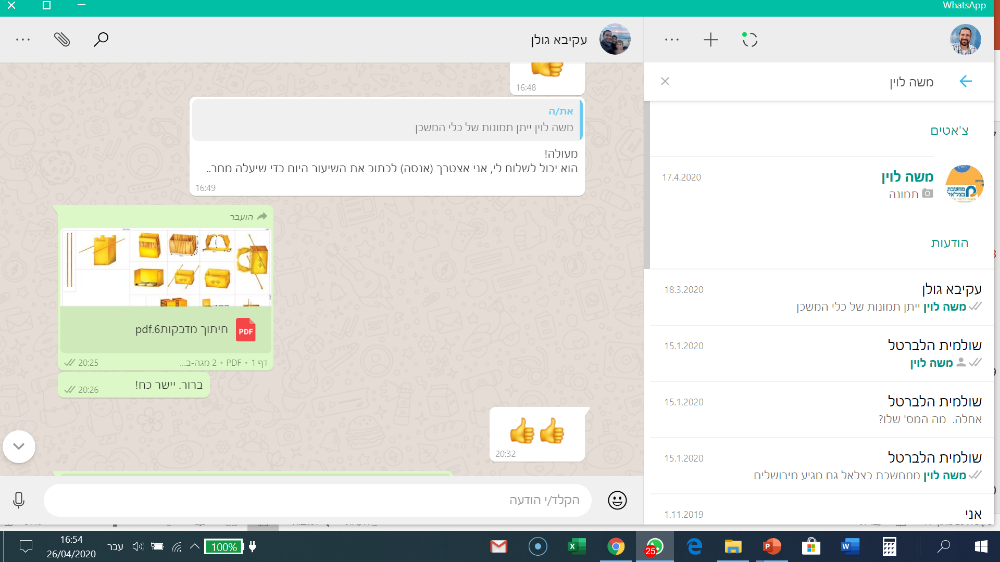 WhatsApp
עקיבא גולן
משה לוין
צ'אטים
משה לוין
17.4.2020
תמונה
הודעות
עקיבא גולן
18.3.2020
משה לוין ייתן תמונות של כלי המשכן
שולמית הלברטל
15.1.2020
משה לוין
שולמית הלברטל
15.1.2020
אחלה. מה המס' שלו?
שולמית הלברטל
15.1.2020
משה לוין ממחשבת בצלאל גם מגיע מירושלים
אני
1.11.2019
16:48
את/ה
משה לוין ייתן תמונות של כלי המשכן
מעולה!
הוא יכול לשלוח לי, אני אצטרך (אנסה) לכתוב את השיעור היום כדי שיעלה מחר..
16:49
הועבר
PDF
חיתוך מדבקות6.pdf
דף 1 • PDF • 2 מגה-ב...
20:25
ברור. יישר כח!
20:26
20:32
הקלד/י הודעה
מחשבת
בצלאל
16:54
26/04/2020
עבר
100%
25